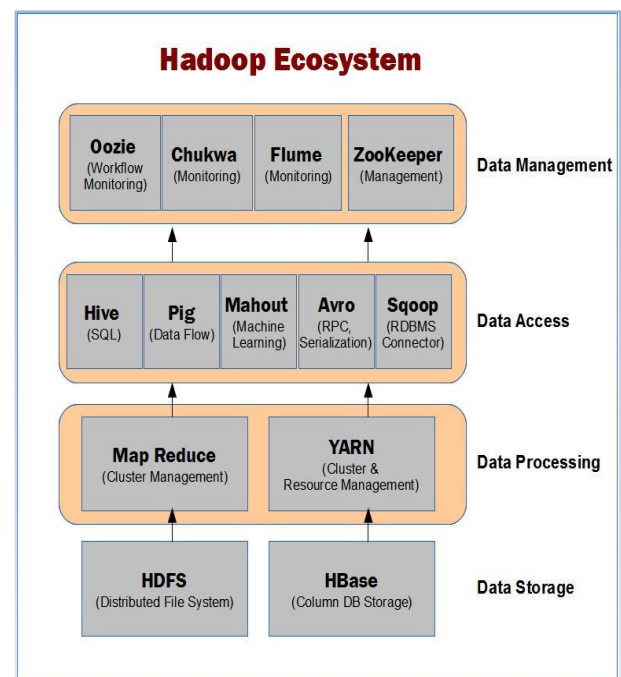 Hadoop Ecosystem
Oozie
(Workflow
Monitoring)
Chukwa
(Monitoring)
Flume
(Monitoring)
ZooKeeper
(Management)
Data Management
Hive
(SQL)
Pig
(Data Flow)
Mahout
(Machine
Learning)
Avro
(RPC,
Serialization)
Sqoop
(RDBMS
Connector)
Data Access
Map Reduce
(Cluster Management)
YARN
(Cluster &
Resource Management)
Data Processing
HDFS
(Distributed File System)
HBase
(Column DB Storage)
Data Storage